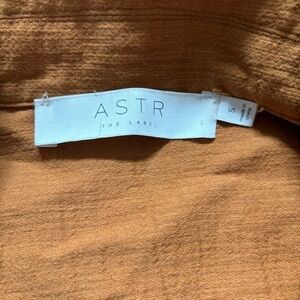 ASTR
THE LABEL
S